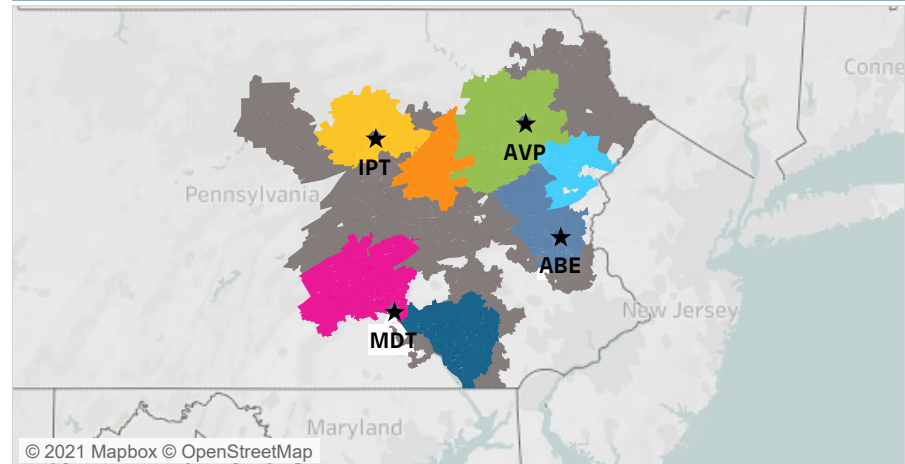 Conne
AVP
IPT
Pennsylvania
ABE
New Jersey
MDT
Maryland
© 2021 Mapbox © OpenStreetMap